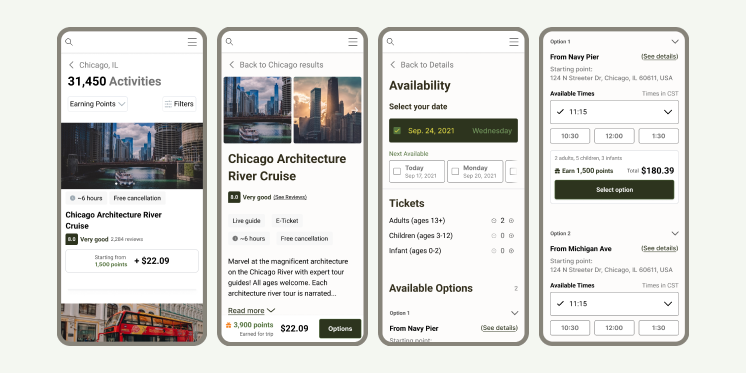 Chicago, IL
31,450 Activities
Earning Points
Filters
~6 hours
Free cancellation
Chicago Architecture River
Cruise
8.0 Very good 2,284 reviews
Starting from
1,500 points
+ $22.09
Back to Chicago results
Chicago Architecture
River Cruise
8.0 Very good (See Reviews)
Live guide
E-Ticket
~6 hours
Free cancellation
Marvel at the magnificent architecture
on the Chicago River with expert tour
guides! All ages welcome. Each
architecture river tour is narrated...
Read more
3,900 points
Earned for trip
$22.09
Options
Back to Details
Availability
Select your date
Sep. 24, 2021 Wednesday
Next Available
Today
Sep 17, 2021
Monday
Sep 20, 2021
Tickets
Adults (ages 13+) 2
Children (ages 3-12) 0
Infant (ages 0-2) 0
Available Options 2
Option 1
From Navy Pier (See details)
Starting point:
Option 1
From Navy Pier (See details)
Starting point:
124 N Streeter Dr, Chicago, IL 60611, USA
Available Times Times in CST
11:15
10:30 12:00 1:30
2 adults, 5 children, 3 infants
Earn 1,500 points Total $180.39
Select option
Option 2
From Michigan Ave (See details)
Starting point:
124 N Streeter Dr, Chicago, IL 60611, USA
Available Times Times in CST
11:15
10:30 12:00 1:30